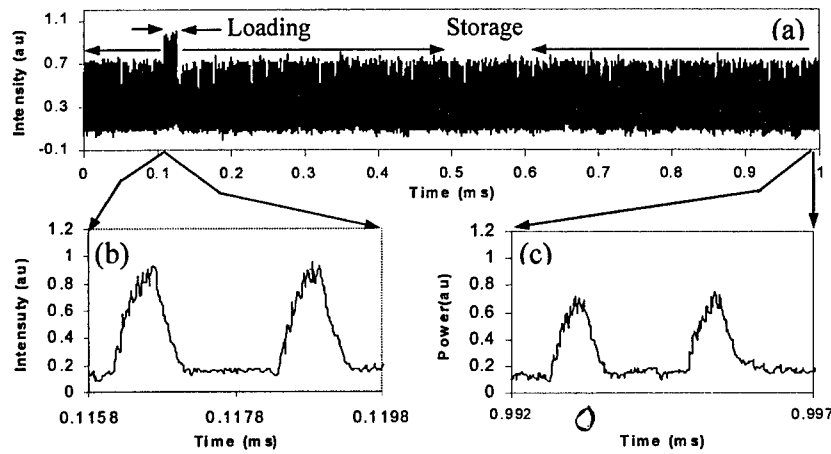 Loading Storage (a)
Intensity (au)
1.1
0.7
0.3
-0.1
0 0.1 0.2 0.3 0.4 0.5 0.6 0.7 0.8 0.9 1
Time (ms)
(b)
Intensuty (au)
1.2
1
0.8
0.6
0.4
0.2
0
0.1158 0.1178 0.1198
Time (ms)
(c)
Power(au)
1.2
1
0.8
0.6
0.4
0.2
0
0.992 0.997
Time (ms)